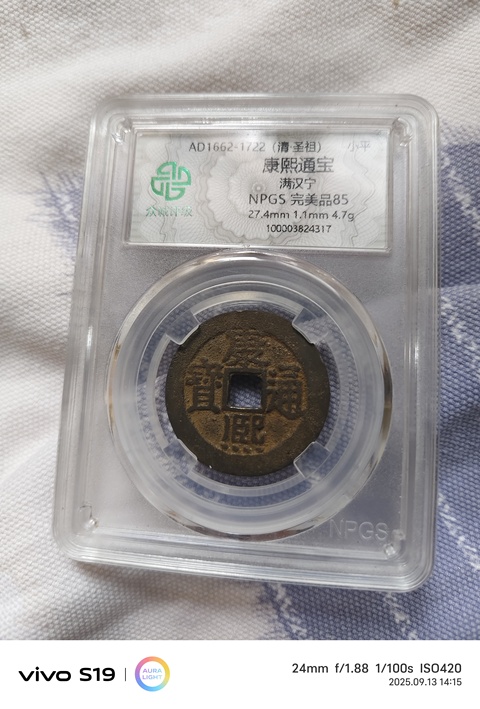 AD1662-1722（清·圣祖） 小平
康熙通宝
满汉宁
NPGS 完美品85
27.4mm 1.1mm 4.7g
100003824317
众诚评级
康
寶 通
熙
NPGS
vivo S19 | AURA LIGHT
24mm f/1.88 1/100s ISO420
2025.09.13 14:15